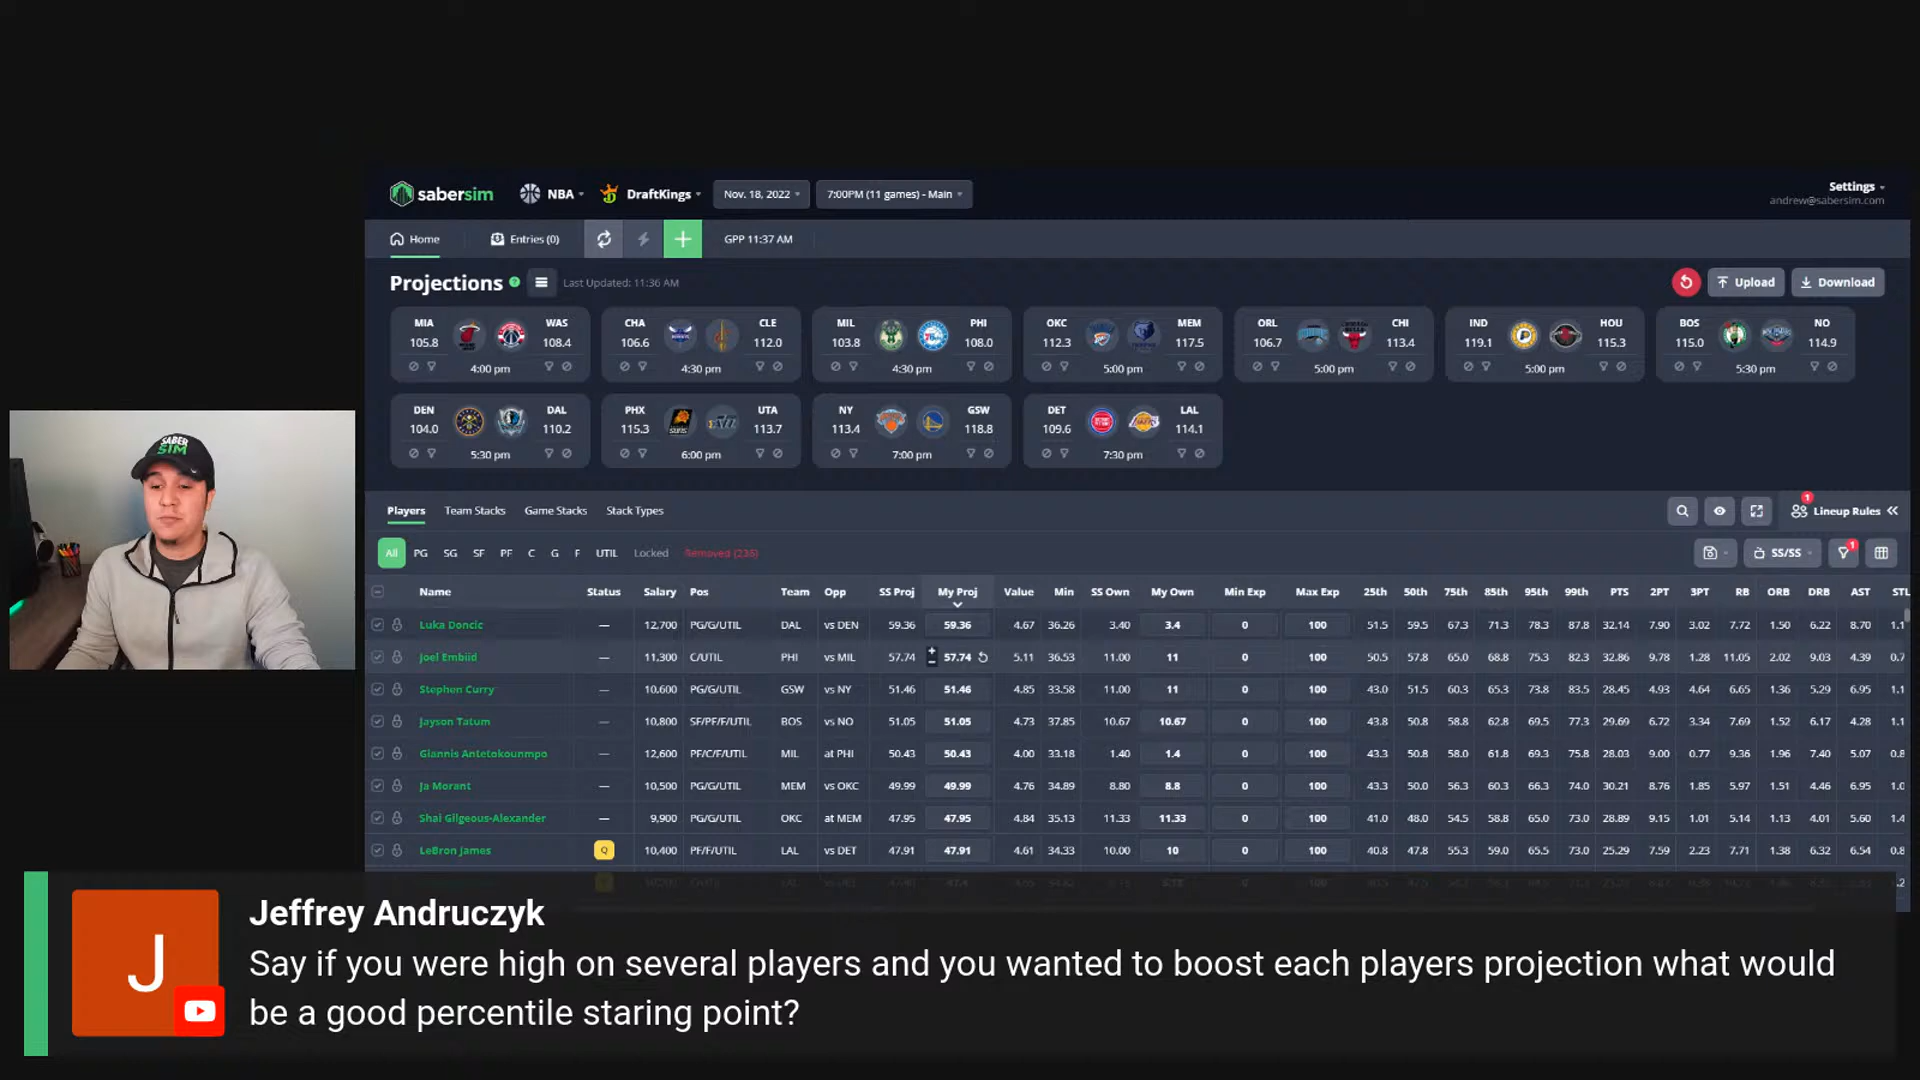 sabersim NBA DraftKings Nov. 18, 2022 7:00PM (11 games) - Main Settings
andrew@sabersim.com
Home Entries (0) GPP 11:37 AM
Projections Last Updated: 11:36 AM Upload Download
MIA WAS CHA CLE MIL PHI OKC MEM ORL CHI IND HOU BOS NO
105.8 108.4 106.6 112.0 103.8 108.0 112.3 117.5 106.7 113.4 119.1 115.3 115.0 114.9
4:00 pm 4:30 pm 4:30 pm 5:00 pm 5:00 pm 5:00 pm 5:30 pm
DEN DAL PHX UTA NY GSW DET LAL
104.0 110.2 115.3 113.7 113.4 118.8 109.6 114.1
5:30 pm 6:00 pm 7:00 pm 7:30 pm
SABER
SIM
Players Team Stacks Game Stacks Stack Types 1 Lineup Rules
All PG SG SF PF C G F UTIL Locked Removed (236) SS/SS 1
Name Status Salary Pos Team Opp SS Proj My Proj Value Min SS Own My Own Min Exp Max Exp 25th 50th 75th 85th 95th 99th PTS 2PT 3PT RB ORB DRB AST STL
Luka Doncic — 12,700 PG/G/UTIL DAL vs DEN 59.36 59.36 4.67 36.26 3.40 3.4 0 100 51.5 59.5 67.3 71.3 78.3 87.8 32.14 7.90 3.02 7.72 1.50 6.22 8.70 1.1
Joel Embiid — 11,300 C/UTIL PHI vs MIL 57.74 57.74 5.11 36.53 11.00 11 0 100 50.5 57.8 65.0 68.8 75.3 82.3 32.86 9.78 1.28 11.05 2.02 9.03 4.39 0.7
Stephen Curry — 10,600 PG/G/UTIL GSW vs NY 51.46 51.46 4.85 33.58 11.00 11 0 100 43.0 51.5 60.3 65.3 73.8 83.5 28.45 4.93 4.64 6.65 1.36 5.29 6.95 1.1
Jayson Tatum — 10,800 SF/PF/F/UTIL BOS vs NO 51.05 51.05 4.73 37.85 10.67 10.67 0 100 43.8 50.8 58.8 62.8 69.5 77.3 29.69 6.72 3.34 7.69 1.52 6.17 4.28 1.1
Giannis Antetokounmpo — 12,600 PF/C/F/UTIL MIL at PHI 50.43 50.43 4.00 33.18 1.40 1.4 0 100 43.3 50.8 58.0 61.8 69.3 75.8 28.03 9.00 0.77 9.36 1.96 7.40 5.07 0.8
Ja Morant — 10,500 PG/G/UTIL MEM vs OKC 49.99 49.99 4.76 34.89 8.80 8.8 0 100 43.3 50.0 56.3 60.3 66.3 74.0 30.21 8.76 1.85 5.97 1.51 4.46 6.95 1.0
Shai Gilgeous-Alexander — 9,900 PG/G/UTIL OKC at MEM 47.95 47.95 4.84 35.13 11.33 11.33 0 100 41.0 48.0 54.5 58.8 65.0 73.0 28.89 9.15 1.01 5.14 1.13 4.01 5.60 1.4
LeBron James Q 10,400 PF/F/UTIL LAL vs DET 47.91 47.91 4.61 34.33 10.00 10 0 100 40.8 47.8 55.3 59.0 65.5 73.0 25.29 7.59 2.23 7.71 1.38 6.32 6.54 0.8
J
Jeffrey Andruczyk
Say if you were high on several players and you wanted to boost each players projection what would
be a good percentile staring point?